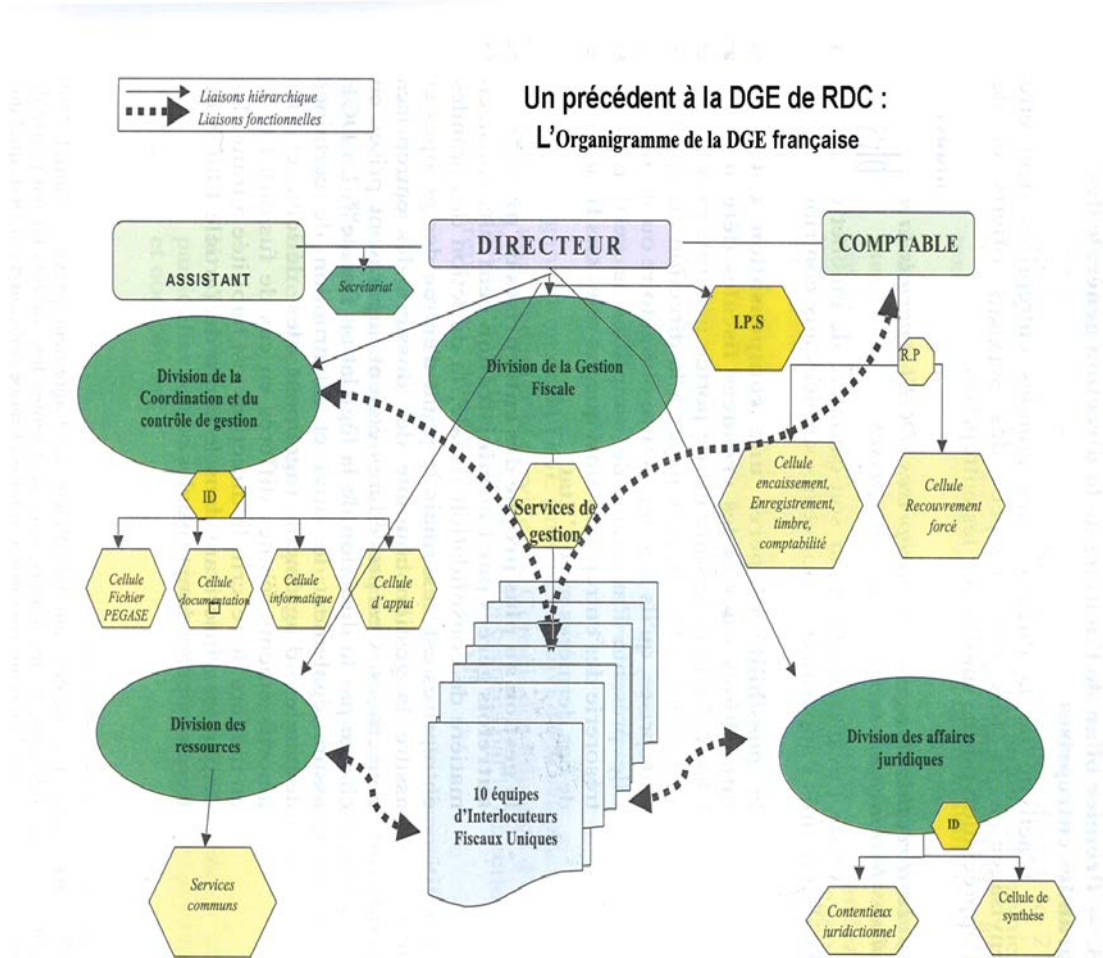 Liaisons hiérarchique
Liaisons fonctionnelles
Un précédent à la DGE de RDC :
L'Organigramme de la DGE française
ASSISTANT
Secrétariat
DIRECTEUR
COMPTABLE
I.P.S
R.P
Division de la
Coordination et du
contrôle de gestion
Division de la Gestion
Fiscale
ID
Services de
gestion
Cellule
encaissement,
Enregistrement,
timbre,
comptabilité
Cellule
Recouvrement
forcé
Cellule
Fichier
PEGASE
Cellule
documentation
Cellule
informatique
Cellule
d'appui
Division des
ressources
10 équipes
d'Interlocuteurs
Fiscaux Uniques
Division des affaires
juridiques
ID
Services
communs
Contentieux
juridictionnel
Cellule de
synthèse